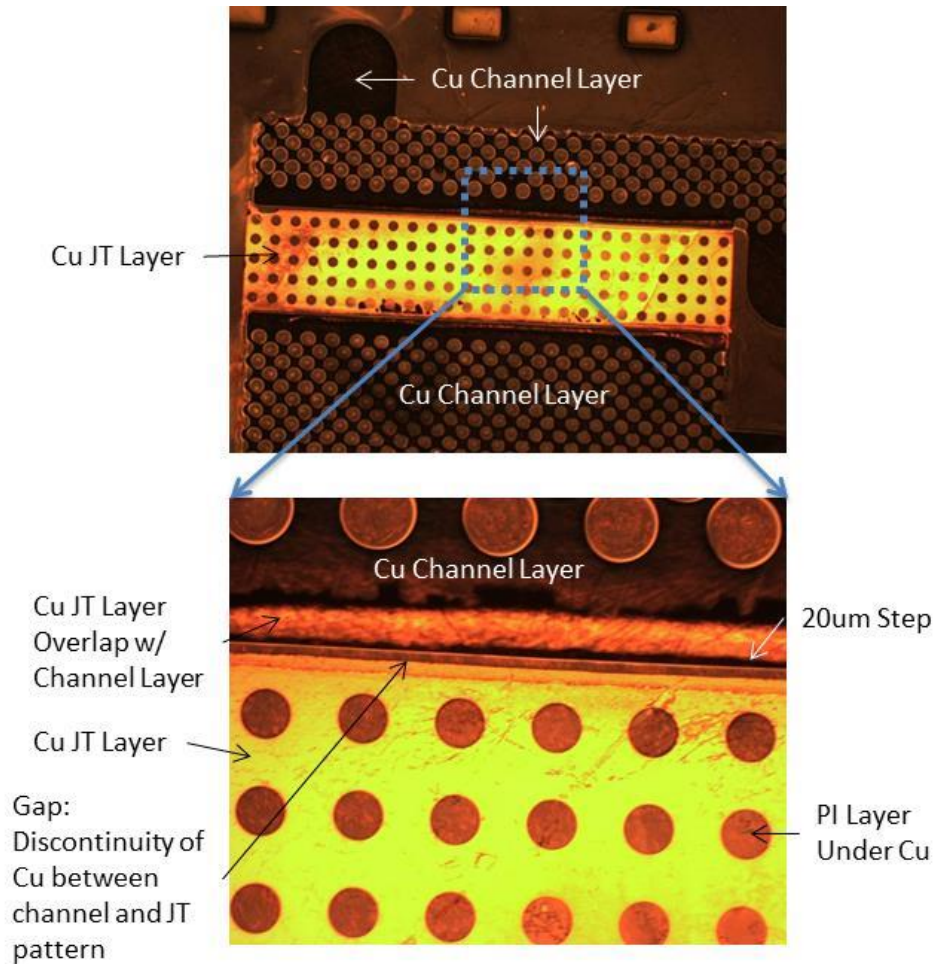 Cu Channel Layer
Cu JT Layer
Cu Channel Layer
Cu Channel Layer
Cu JT Layer
Overlap w/
Channel Layer
20um Step
Cu JT Layer
Gap:
Discontinuity of
Cu between
channel and JT
pattern
PI Layer
Under Cu